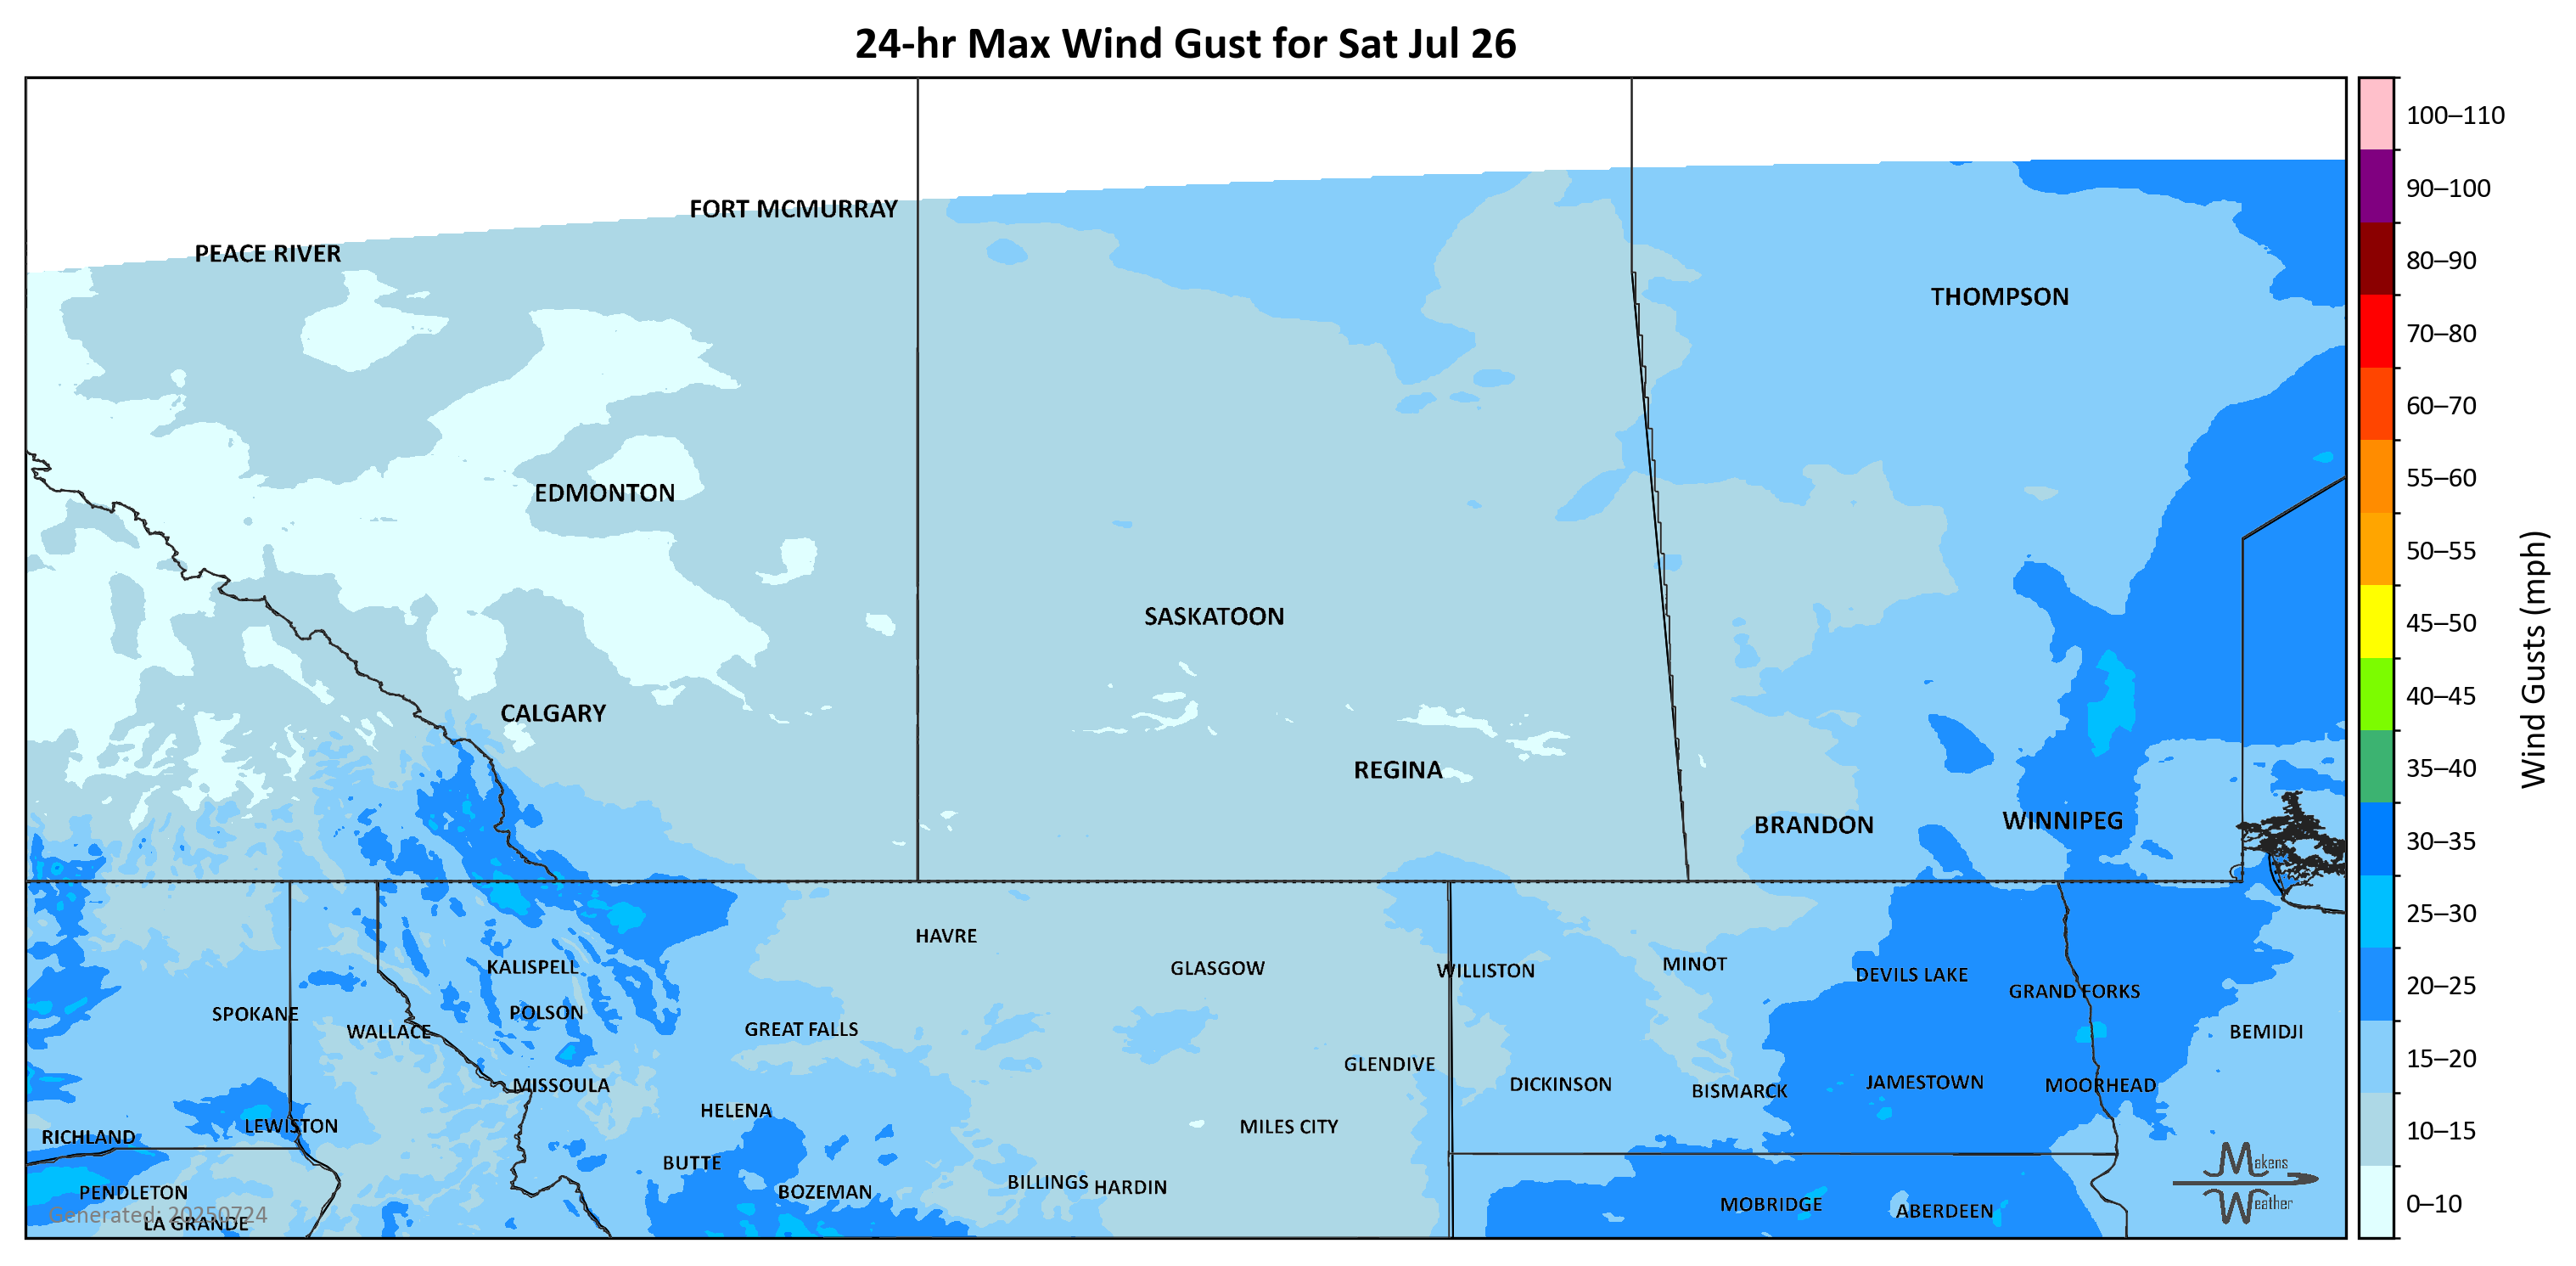 24-hr Max Wind Gust for Sat Jul 26
100–110
90–100
80–90
70–80
60–70
55–60
50–55
45–50
40–45
35–40
30–35
25–30
20–25
15–20
10–15
0–10
Wind Gusts (mph)
FORT MCMURRAY
PEACE RIVER
THOMPSON
EDMONTON
SASKATOON
CALGARY
REGINA
BRANDON
WINNIPEG
HAVRE
KALISPELL
GLASGOW
WILLISTON
MINOT
DEVILS LAKE
GRAND FORKS
SPOKANE
POLSON
WALLACE
GREAT FALLS
BEMIDJI
GLENDIVE
MISSOULA
DICKINSON
BISMARCK
JAMESTOWN
MOORHEAD
HELENA
LEWISTON
MILES CITY
RICHLAND
BUTTE
BILLINGS
HARDIN
PENDLETON
BOZEMAN
MOBRIDGE
ABERDEEN
LA GRANDE
Generated: 20250724
Makens
Weather